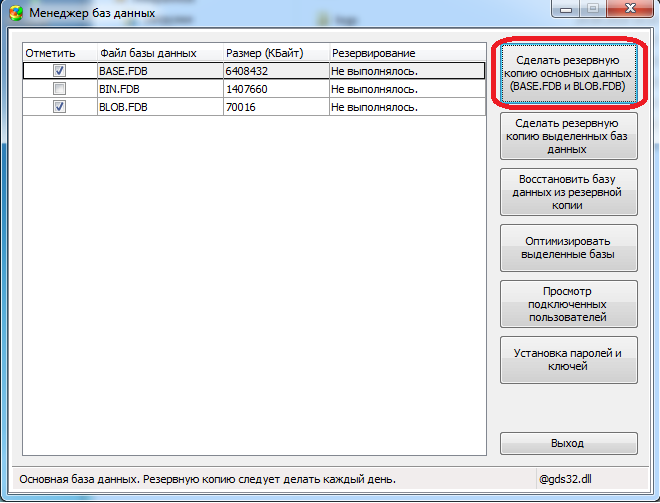 Менеджер баз данных
Отметить Файл базы данных Размер (КБайт) Резервирование
BASE.FDB 6408432 Не выполнялось.
BIN.FDB 1407660 Не выполнялось.
BLOB.FDB 70016 Не выполнялось.
Сделать резервную
копию основных данных
(BASE.FDB и BLOB.FDB)
Сделать резервную
копию выделенных баз
данных
Восстановить базу
данных из резервной
копии
Оптимизировать
выделенные базы
Просмотр
подключенных
пользователей
Установка паролей и
ключей
Выход
Основная база данных. Резервную копию следует делать каждый день. @gds32.dll